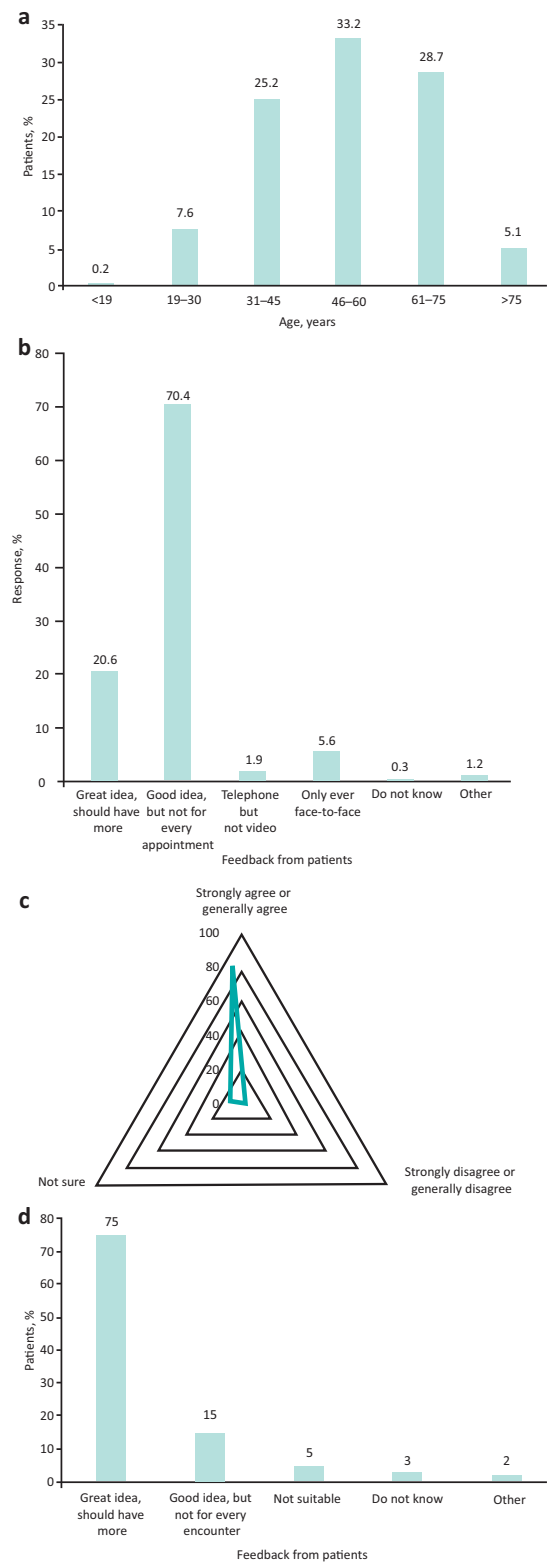 a
35
30
25
20
15
10
5
0
Patients, %
0.2
7.6
25.2
33.2
28.7
5.1
<19
19–30
31–45
46–60
61–75
>75
Age, years
b
80
70
60
50
40
30
20
10
0
Response, %
20.6
70.4
1.9
5.6
0.3
1.2
Great idea,
should have
more
Good idea,
but not for
every
appointment
Telephone
but
not video
Only ever
face-to-face
Do not know
Other
Feedback from patients
c
Strongly agree or
generally agree
100
80
60
40
20
0
Not sure
Strongly disagree or
generally disagree
d
80
70
60
50
40
30
20
10
0
Patients, %
75
15
5
3
2
Great idea,
should have
more
Good idea, but
not for every
encounter
Not suitable
Do not know
Other
Feedback from patients